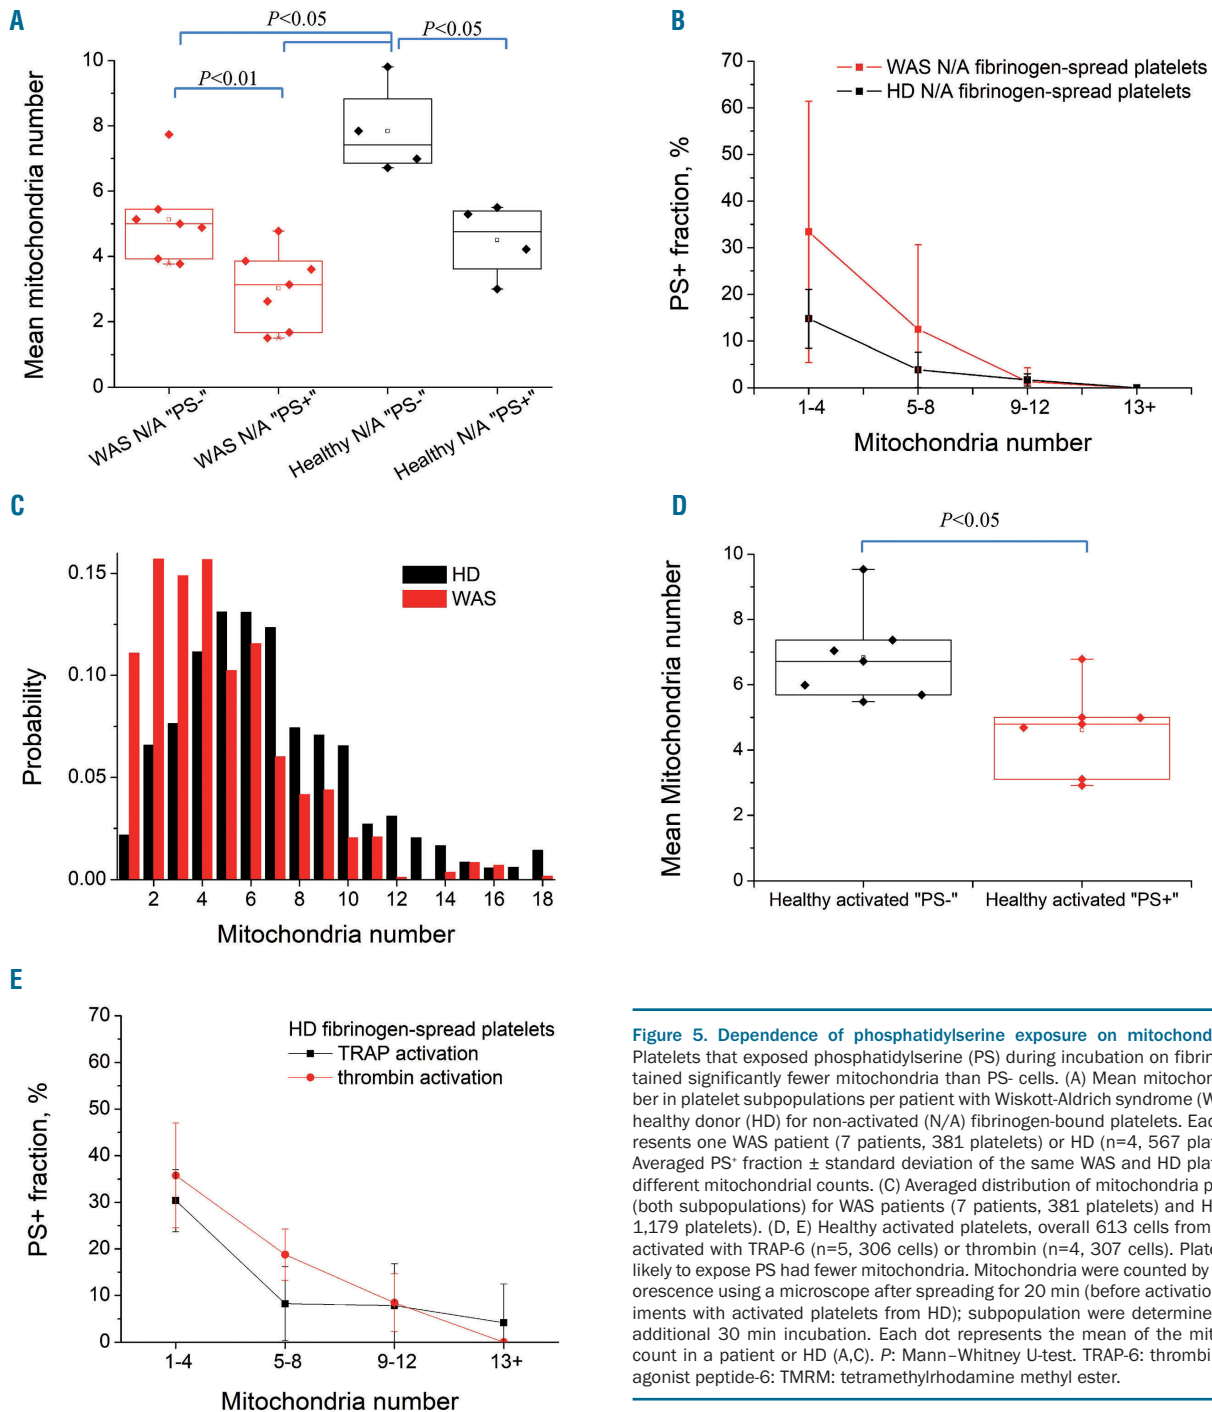 A
P<0.05
P<0.05
P<0.01
Mean mitochondria number
10
8
6
4
2
0
WAS N/A "PS-"
WAS N/A "PS+"
Healthy N/A "PS-"
Healthy N/A "PS+"
B
WAS N/A fibrinogen-spread platelets
HD N/A fibrinogen-spread platelets
PS+ fraction, %
70
60
50
40
30
20
10
0
1-4 5-8 9-12 13+
Mitochondria number
C
HD
WAS
Probability
0.15
0.10
0.05
0.00
2 4 6 8 10 12 14 16 18
Mitochondria number
D
P<0.05
Mean Mitochondria number
10
8
6
4
2
0
Healthy activated "PS-" Healthy activated "PS+"
E
HD fibrinogen-spread platelets
TRAP activation
thrombin activation
PS+ fraction, %
70
60
50
40
30
20
10
0
1-4 5-8 9-12 13+
Mitochondria number
Figure 5. Dependence of phosphatidylserine exposure on mitochond
Platelets that exposed phosphatidylserine (PS) during incubation on fibrin
tained significantly fewer mitochondria than PS- cells. (A) Mean mitochon
ber in platelet subpopulations per patient with Wiskott-Aldrich syndrome (W
healthy donor (HD) for non-activated (N/A) fibrinogen-bound platelets. Eac
resents one WAS patient (7 patients, 381 platelets) or HD (n=4, 567 plat
Averaged PS+ fraction ± standard deviation of the same WAS and HD plat
different mitochondrial counts. (C) Averaged distribution of mitochondria p
(both subpopulations) for WAS patients (7 patients, 381 platelets) and H
1,179 platelets). (D, E) Healthy activated platelets, overall 613 cells from
activated with TRAP-6 (n=5, 306 cells) or thrombin (n=4, 307 cells). Plate
likely to expose PS had fewer mitochondria. Mitochondria were counted by
orescence using a microscope after spreading for 20 min (before activatio
iments with activated platelets from HD); subpopulation were determine
additional 30 min incubation. Each dot represents the mean of the mit
count in a patient or HD (A,C). P: Mann–Whitney U-test. TRAP-6: thrombi
agonist peptide-6: TMRM: tetramethylrhodamine methyl ester.